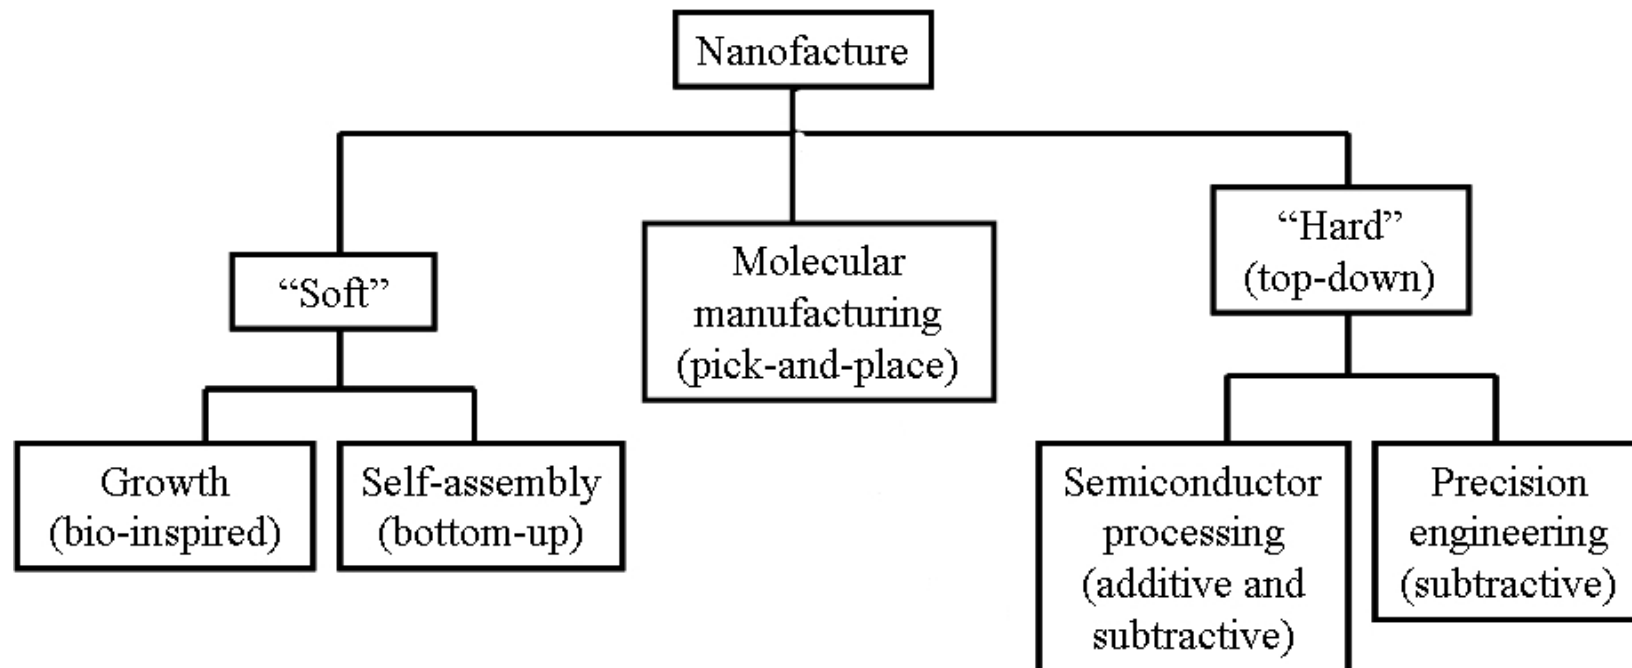 Nanofacture
“Soft”
Molecular
manufacturing
(pick-and-place)
“Hard”
(top-down)
Growth
(bio-inspired)
Self-assembly
(bottom-up)
Semiconductor
processing
(additive and
subtractive)
Precision
engineering
(subtractive)